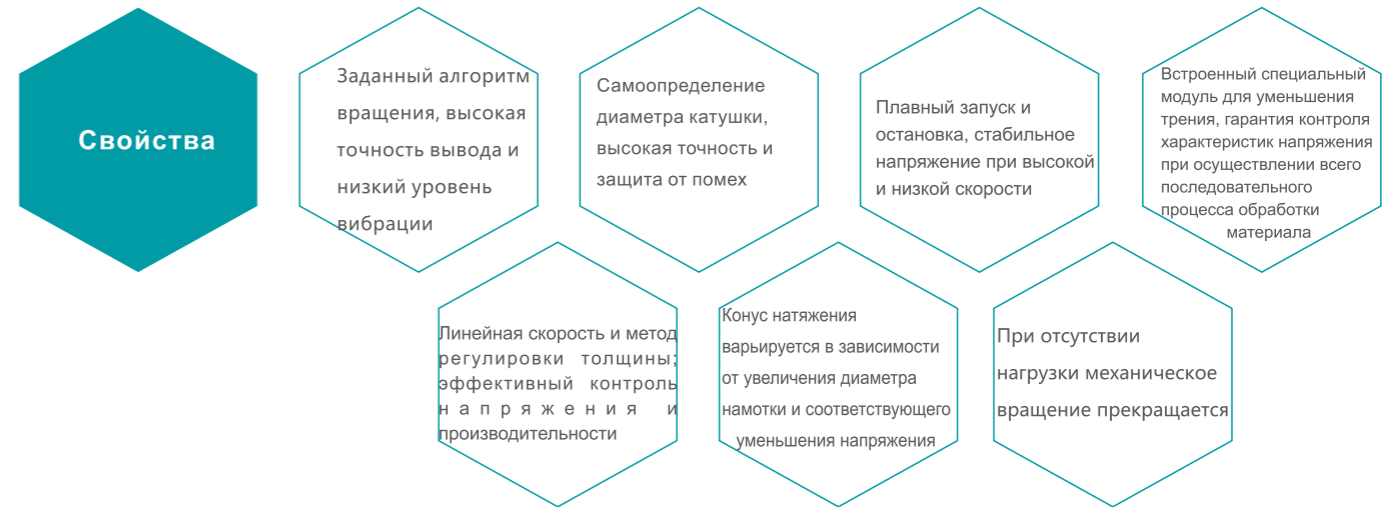 Свойства
Заданный алгоритм
вращения, высокая
точность вывода и
низкий уровень
вибрации
Самоопределение
диаметра катушки,
высокая точность и
защита от помех
Плавный запуск и
остановка, стабильное
напряжение при высокой
и низкой скорости
Встроенный специальный
модуль для уменьшения
трения, гарантия контроля
характеристик напряжения
при осуществлении всего
последовательного
процесса обработки
материала
Линейная скорость и метод
регулировки толщины;
эффективный контроль
напряжения и
производительности
Конус натяжения
варьируется в зависимости
от увеличения диаметра
намотки и соответствующего
уменьшения напряжения
При отсутствии
нагрузки механическое
вращение прекращается